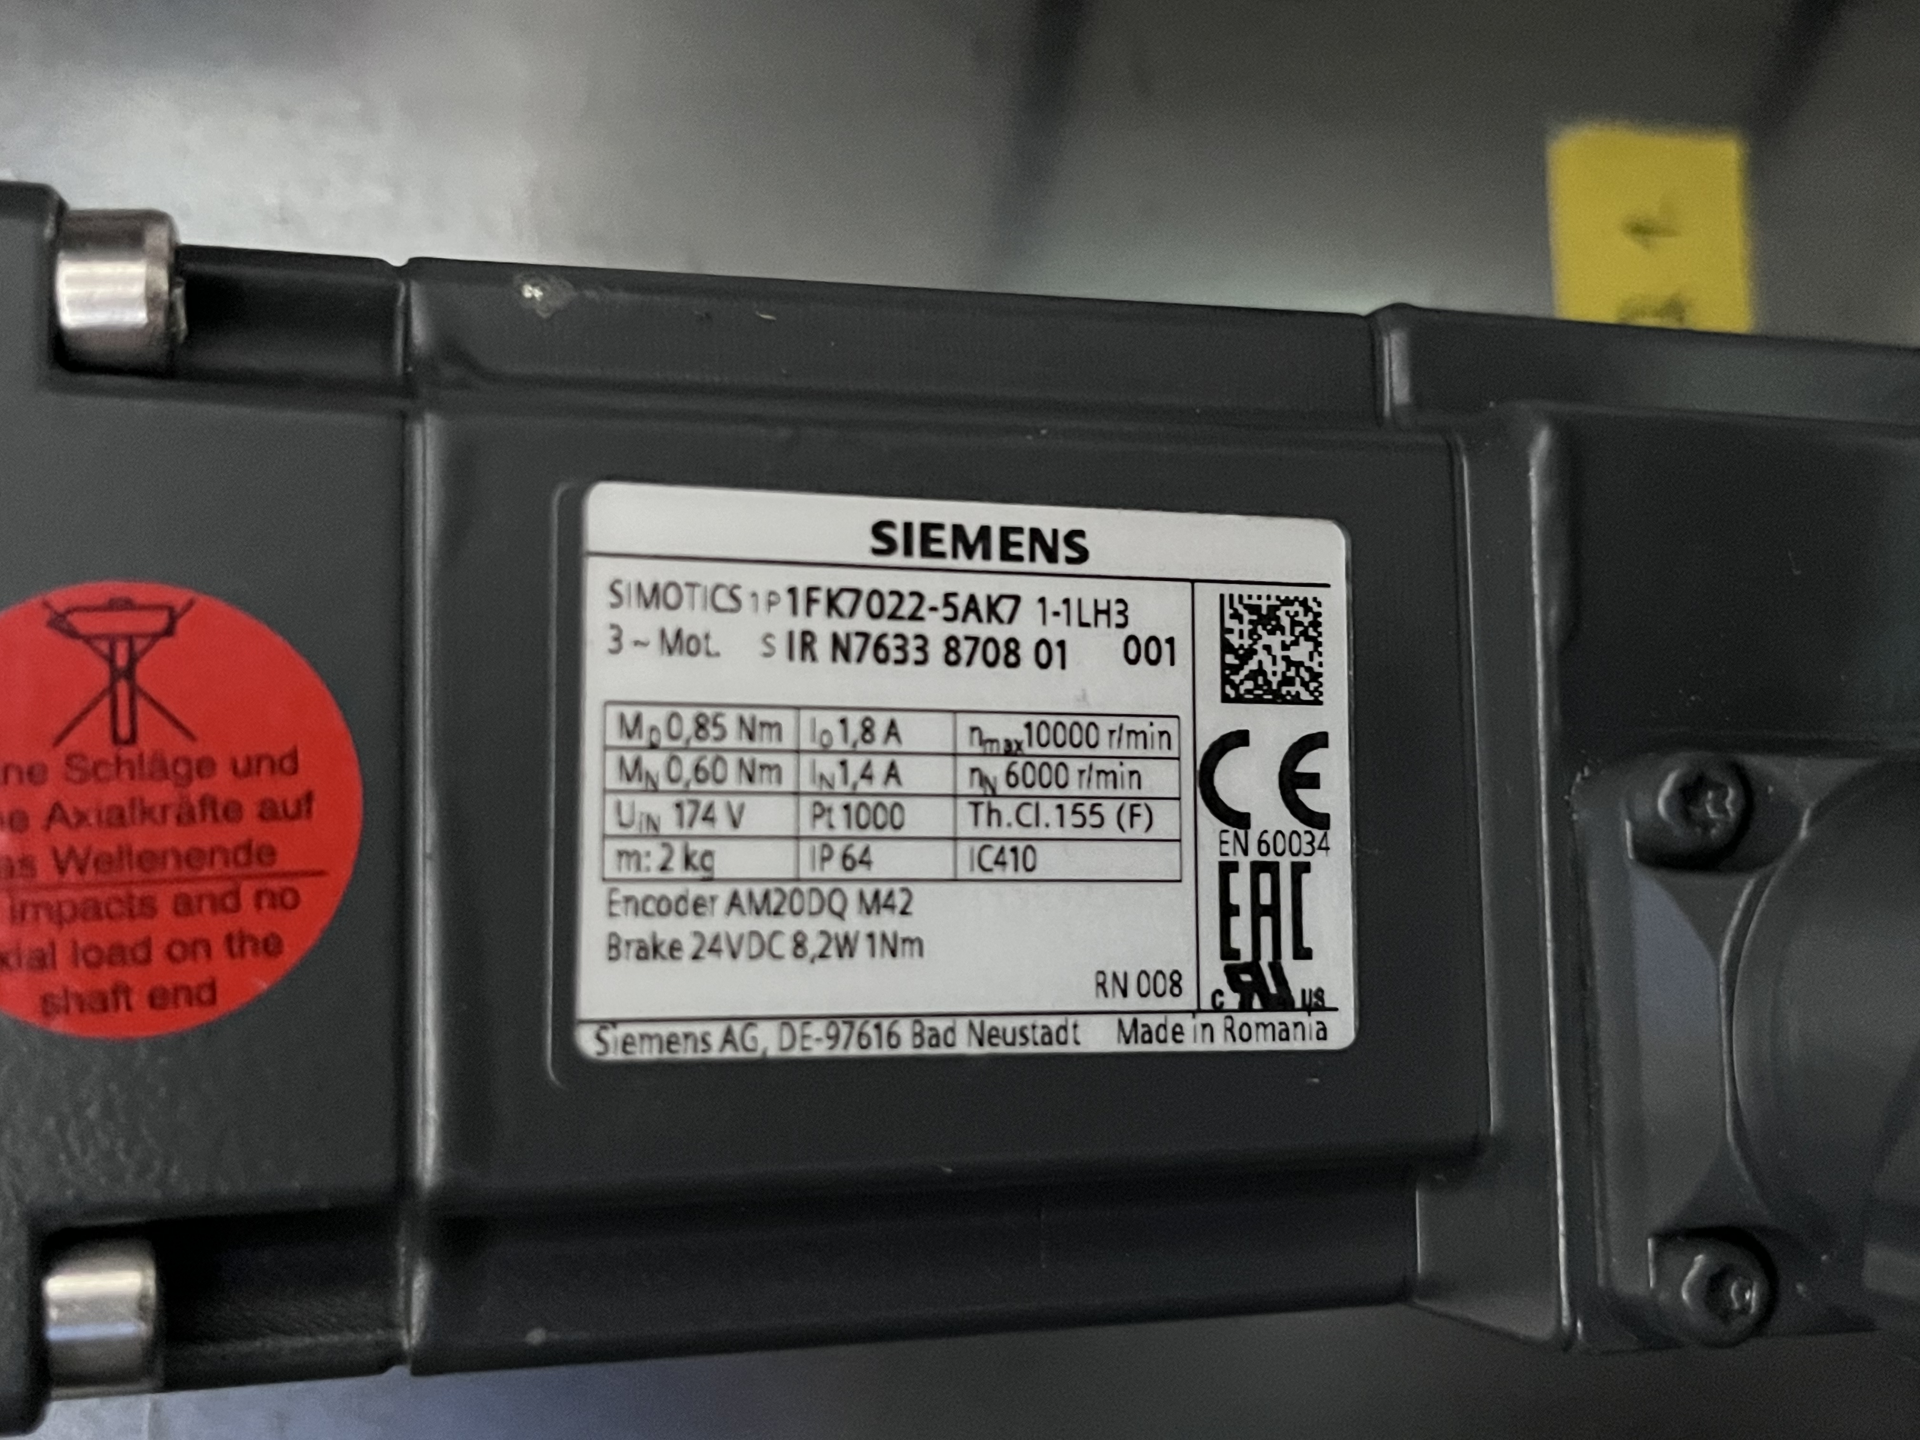 SIEMENS
SIMOTICS 1P 1FK7022-5AK7 1-1LH3
3 ~ Mot. S IR N7633 8708 01 001
M0 0,85 Nm I0 1,8 A nmax 10000 r/min
MN 0,60 Nm IN 1,4 A nN 6000 r/min
UiN 174 V Pt 1000 Th.Cl.155 (F)
m: 2 kg IP 64 IC410
Encoder AM20DQ M42
Brake 24VDC 8,2W 1Nm
RN 008
Siemens AG, DE-97616 Bad Neustadt Made in Romania
CE
EN 60034
EAC
c RU us
ne Schläge und
e Axialkräfte auf
as Wellenende
impacts and no
xial load on the
shaft end